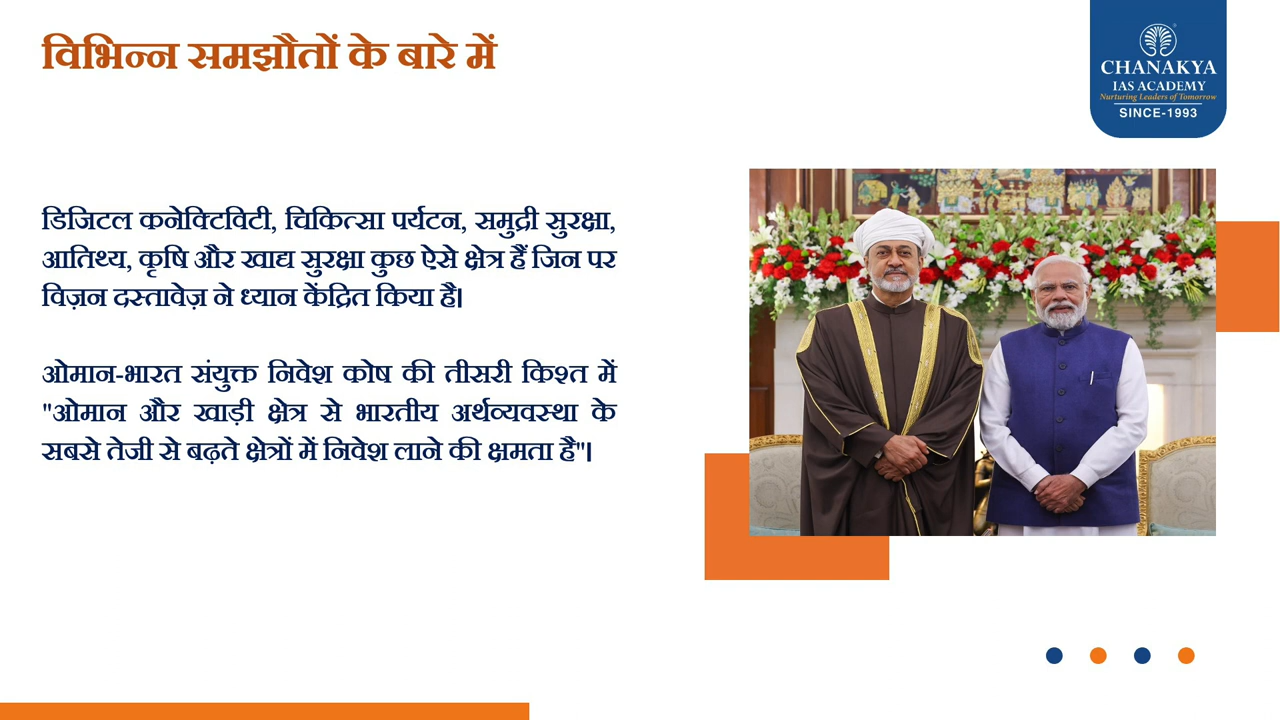 विभिन्न समझौतों के बारे में
CHANAKYA
IAS ACADEMY
Nurturing Leaders of Tomorrow
SINCE-1993
डिजिटल कनेक्टिविटी, चिकित्सा पर्यटन, समुद्री सुरक्षा,
आतिथ्य, कृषि और खाद्य सुरक्षा कुछ ऐसे क्षेत्र हैं जिन पर
विज़न दस्तावेज़ ने ध्यान केंद्रित किया है।
ओमान-भारत संयुक्त निवेश कोष की तीसरी किश्त में
"ओमान और खाड़ी क्षेत्र से भारतीय अर्थव्यवस्था के
सबसे तेजी से बढ़ते क्षेत्रों में निवेश लाने की क्षमता है"।